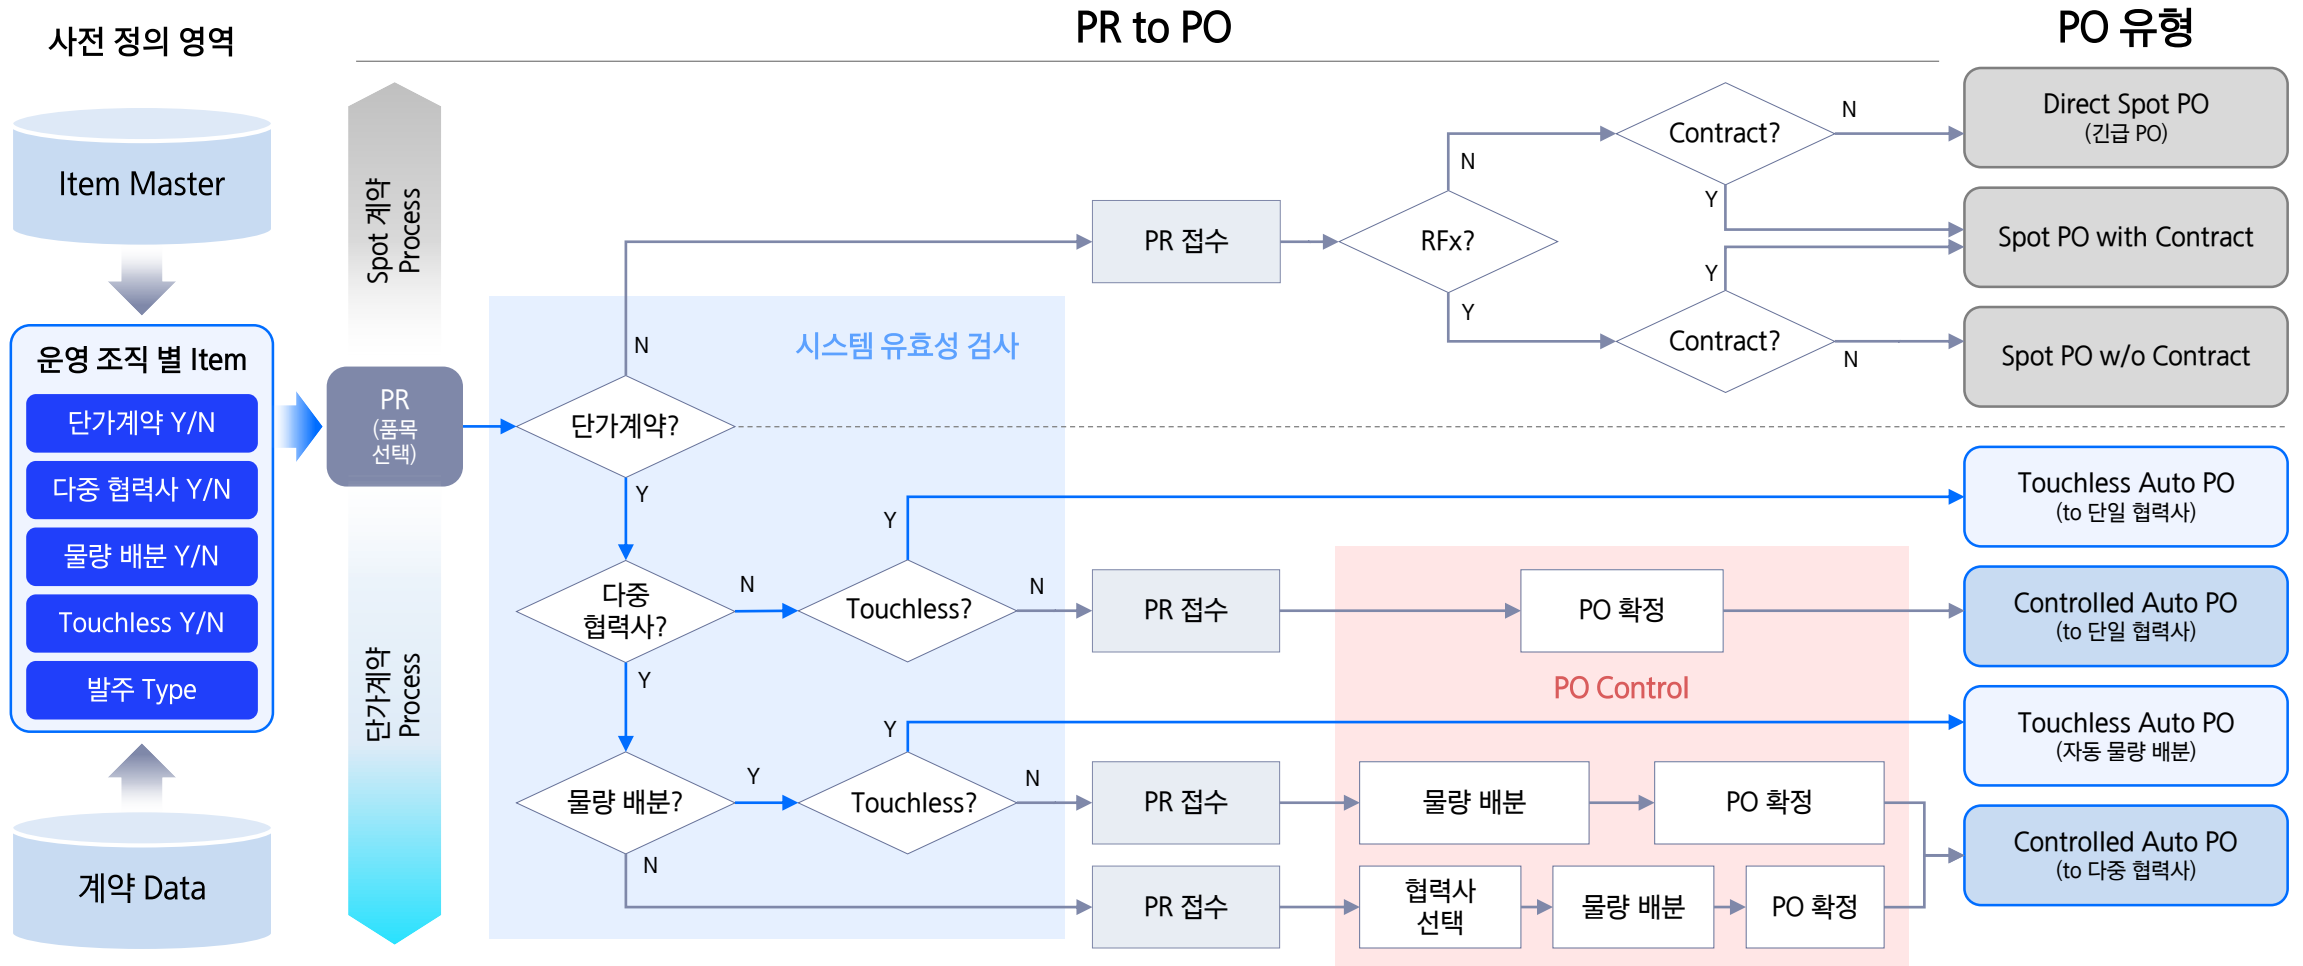 사전 정의 영역
PR to PO
PO 유형
Item Master
운영 조직 별 Item
단가계약 Y/N
다중 협력사 Y/N
물량 배분 Y/N
Touchless Y/N
발주 Type
계약 Data
Spot 계약
Process
PR
(품목
선택)
단가계약
Process
시스템 유효성 검사
단가계약?
N
Y
다중
협력사?
N
Y
Touchless?
Y
N
물량 배분?
Y
N
Touchless?
Y
N
PR 접수
RFx?
N
Y
Contract?
N
Y
Contract?
Y
N
PR 접수
PO 확정
PO Control
PR 접수
물량 배분
PO 확정
PR 접수
협력사
선택
물량 배분
PO 확정
Direct Spot PO
(긴급 PO)
Spot PO with Contract
Spot PO w/o Contract
Touchless Auto PO
(to 단일 협력사)
Controlled Auto PO
(to 단일 협력사)
Touchless Auto PO
(자동 물량 배분)
Controlled Auto PO
(to 다중 협력사)